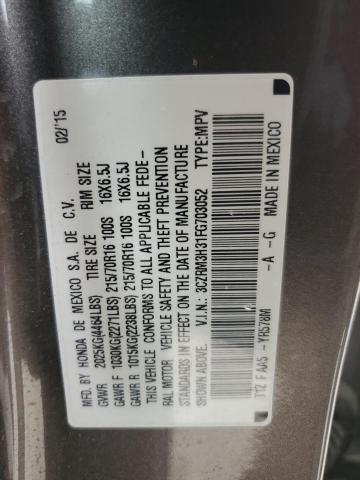 MFD. BY HONDA DE MEXICO S.A. DE C.V. 02/'15
GVWR 2025KG(4464LBS) TIRE SIZE RIM SIZE
GAWR F 1030KG(2271LBS) 215/70R16 100S 16X6.5J
GAWR R 1015KG(2238LBS) 215/70R16 100S 16X6.5J
THIS VEHICLE CONFORMS TO ALL APPLICABLE FEDE-
RAL MOTOR VEHICLE SAFETY AND THEFT PREVENTION
STANDARDS IN EFFECT ON THE DATE OF MANUFACTURE
SHOWN ABOVE.
V.I.N.: 3CZRM3H31FG703052 TYPE:MPV
T1Z FAA5 -YR578M -A -G MADE IN MEXICO